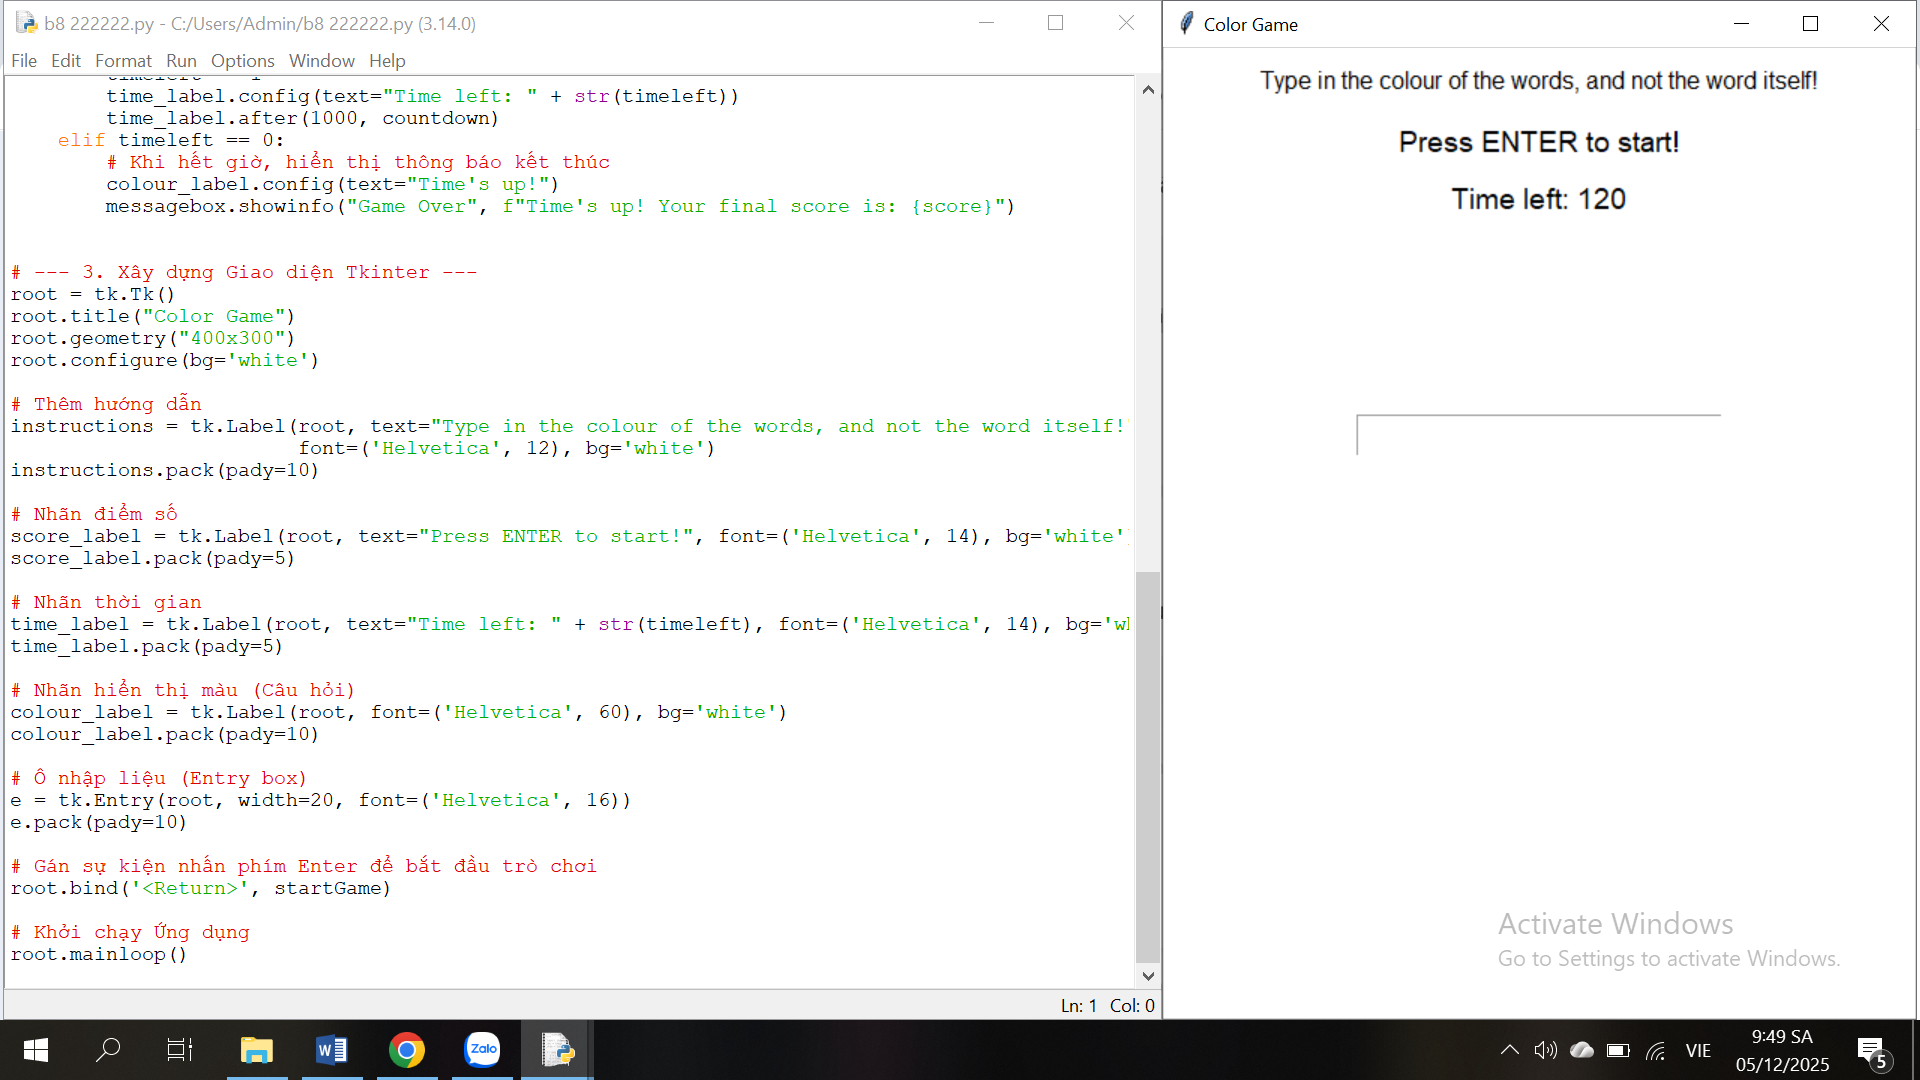 b8 222222.py - C:/Users/Admin/b8 222222.py (3.14.0)
File Edit Format Run Options Window Help
time_label.config(text="Time left: " + str(timeleft))
time_label.after(1000, countdown)
elif timeleft == 0:
# Khi hết giờ, hiển thị thông báo kết thúc
colour_label.config(text="Time's up!")
messagebox.showinfo("Game Over", f"Time's up! Your final score is: {score}")
# --- 3. Xây dựng Giao diện Tkinter ---
root = tk.Tk()
root.title("Color Game")
root.geometry("400x300")
root.configure(bg='white')
# Thêm hướng dẫn
instructions = tk.Label(root, text="Type in the colour of the words, and not the word itself!
font=('Helvetica', 12), bg='white')
instructions.pack(pady=10)
# Nhãn điểm số
score_label = tk.Label(root, text="Press ENTER to start!", font=('Helvetica', 14), bg='white'
score_label.pack(pady=5)
# Nhãn thời gian
time_label = tk.Label(root, text="Time left: " + str(timeleft), font=('Helvetica', 14), bg='wh
time_label.pack(pady=5)
# Nhãn hiển thị màu (Câu hỏi)
colour_label = tk.Label(root, font=('Helvetica', 60), bg='white')
colour_label.pack(pady=10)
# Ô nhập liệu (Entry box)
e = tk.Entry(root, width=20, font=('Helvetica', 16))
e.pack(pady=10)
# Gán sự kiện nhấn phím Enter để bắt đầu trò chơi
root.bind('<Return>', startGame)
# Khởi chạy Ứng dụng
root.mainloop()
Ln: 1 Col: 0
Color Game
Type in the colour of the words, and not the word itself!
Press ENTER to start!
Time left: 120
Activate Windows
Go to Settings to activate Windows.
Zalo
VIE
9:49 SA
05/12/2025
5